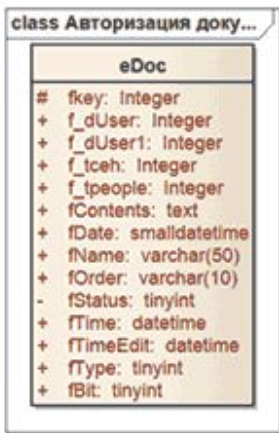 class Авторизация доку...
eDoc
# fkey: Integer
+ f_dUser: Integer
+ f_dUser1: Integer
+ f_tceh: Integer
+ f_tpeople: Integer
+ fContents: text
+ fDate: smalldatetime
+ fName: varchar(50)
+ fOrder: varchar(10)
- fStatus: tinyint
+ fTime: datetime
+ fTimeEdit: datetime
+ fType: tinyint
+ fBit: tinyint